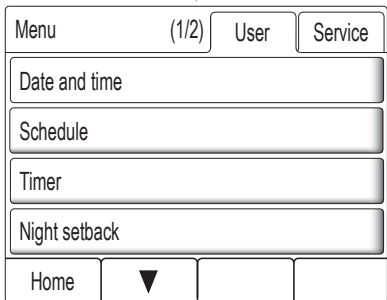 Menu (1/2) User Service
Date and time
Schedule
Timer
Night setback
Home ▼